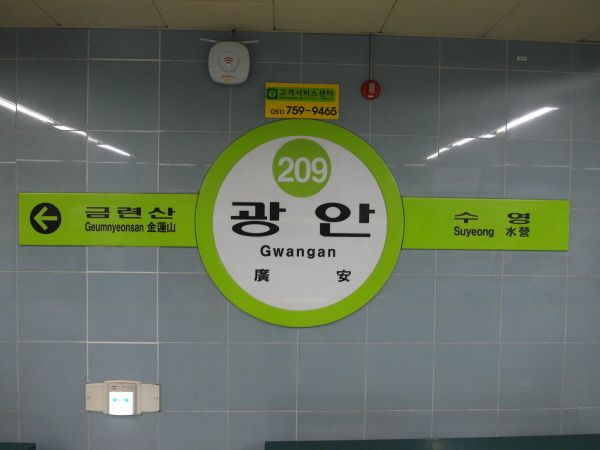 고객서비스센터
(051) 759-9465
209
광안
Gwangan
廣安
금련산
Geumnyeonsan 金蓮山
수영
Suyeong 水營